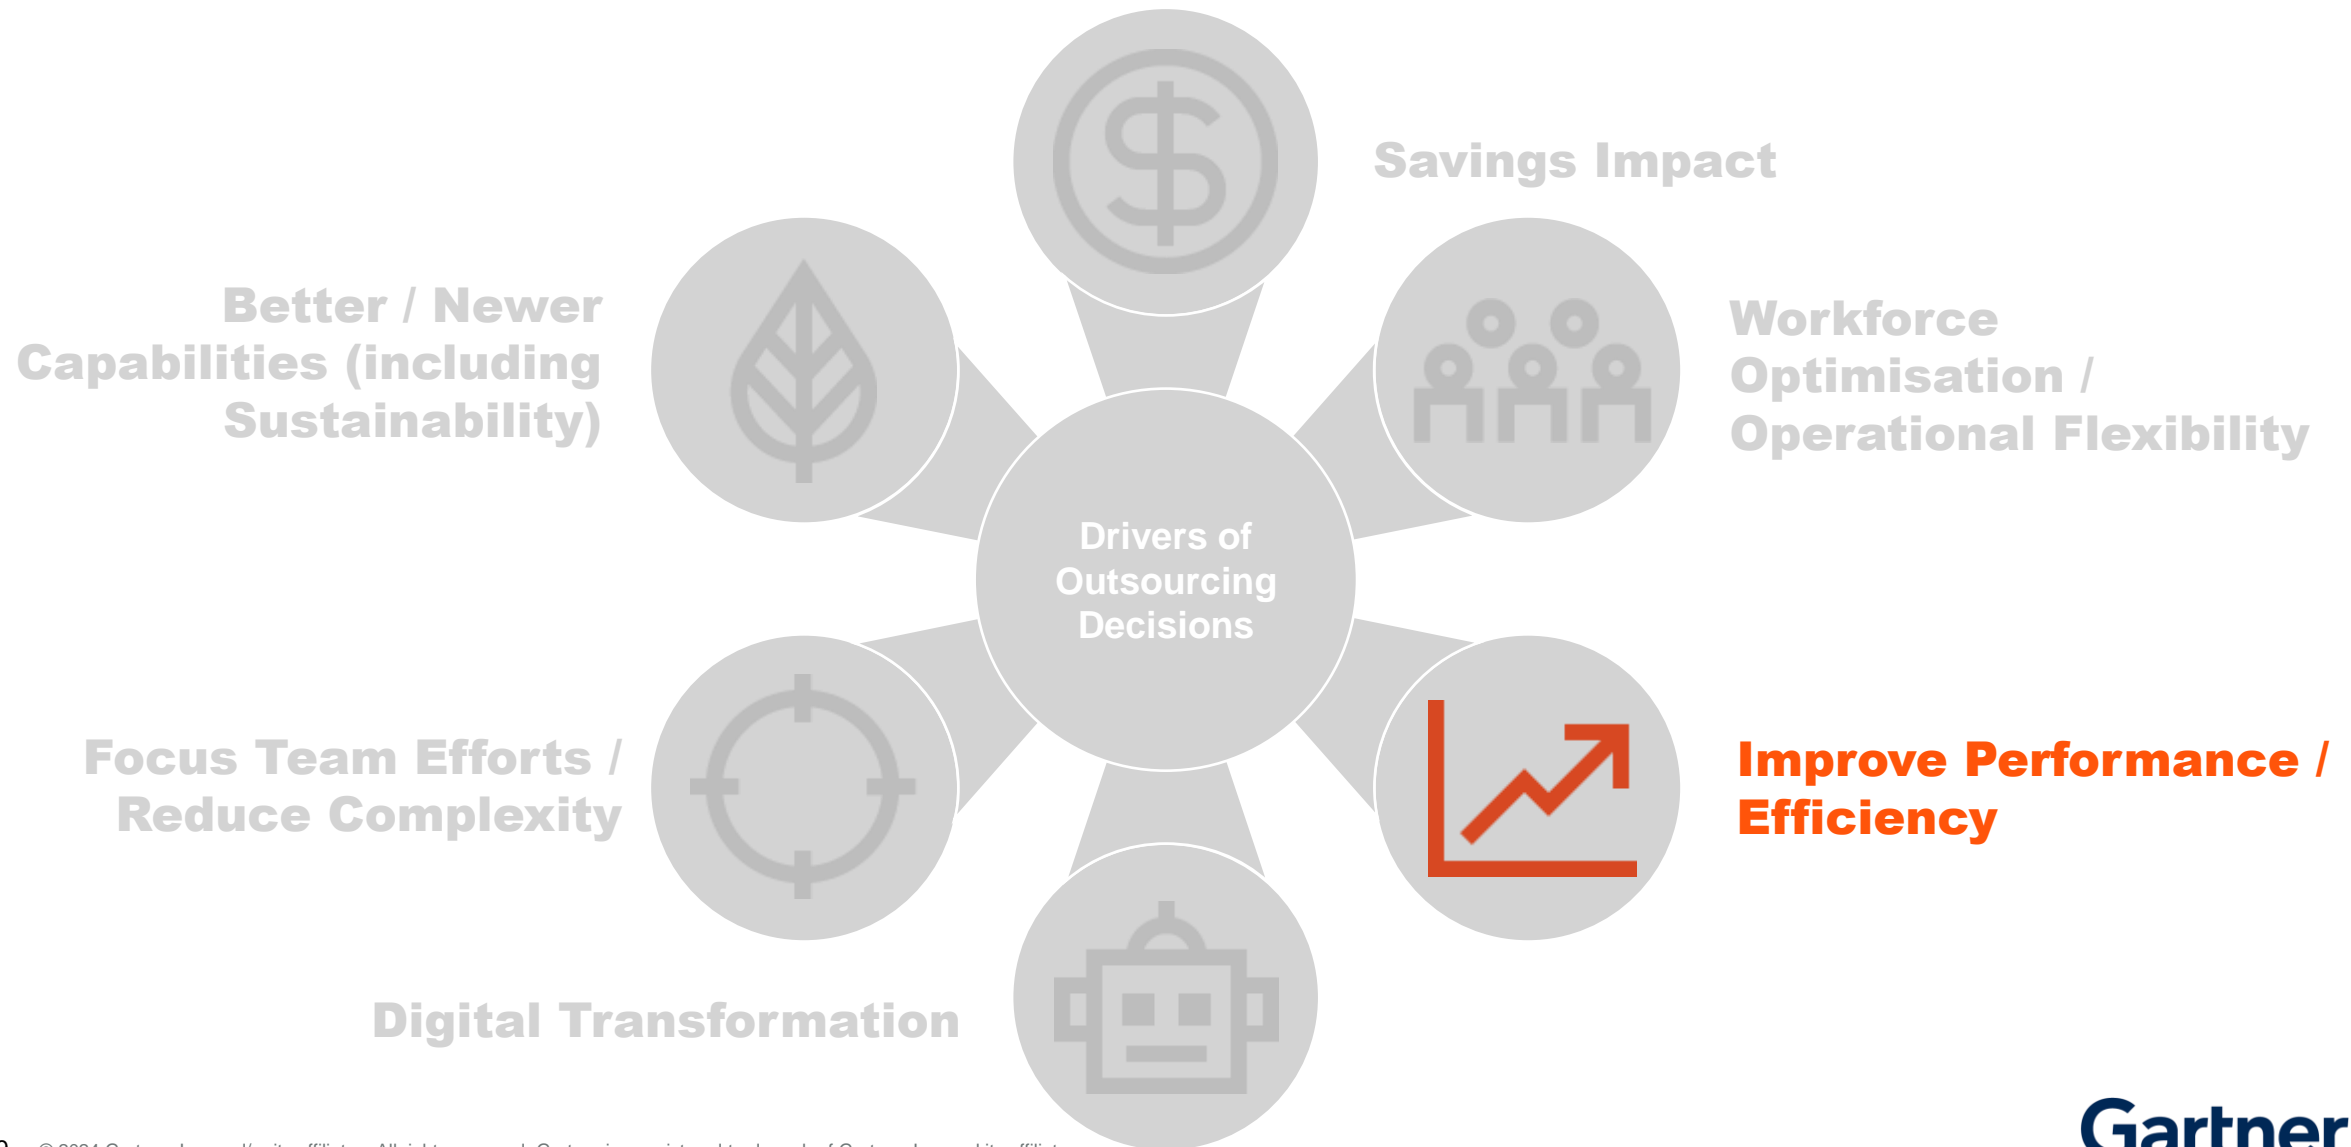 Savings Impact
Better / Newer
Capabilities (including
Sustainability)
Workforce
Optimisation /
Operational Flexibility
Drivers of
Outsourcing
Decisions
Focus Team Efforts /
Reduce Complexity
Improve Performance /
Efficiency
Digital Transformation
Gartner